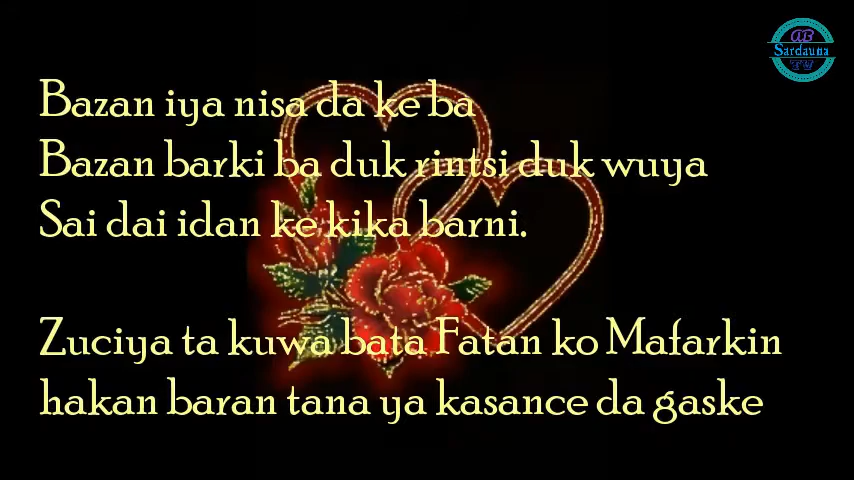 AB
Sardauna
TV
Bazan iya nisa da ke ba
Bazan barki ba duk rintsi duk wuya
Sai dai idan ke kika barni.
Zuciya ta kuwa bata Fatan ko Mafarkin
hakan baran tana ya kasance da gaske